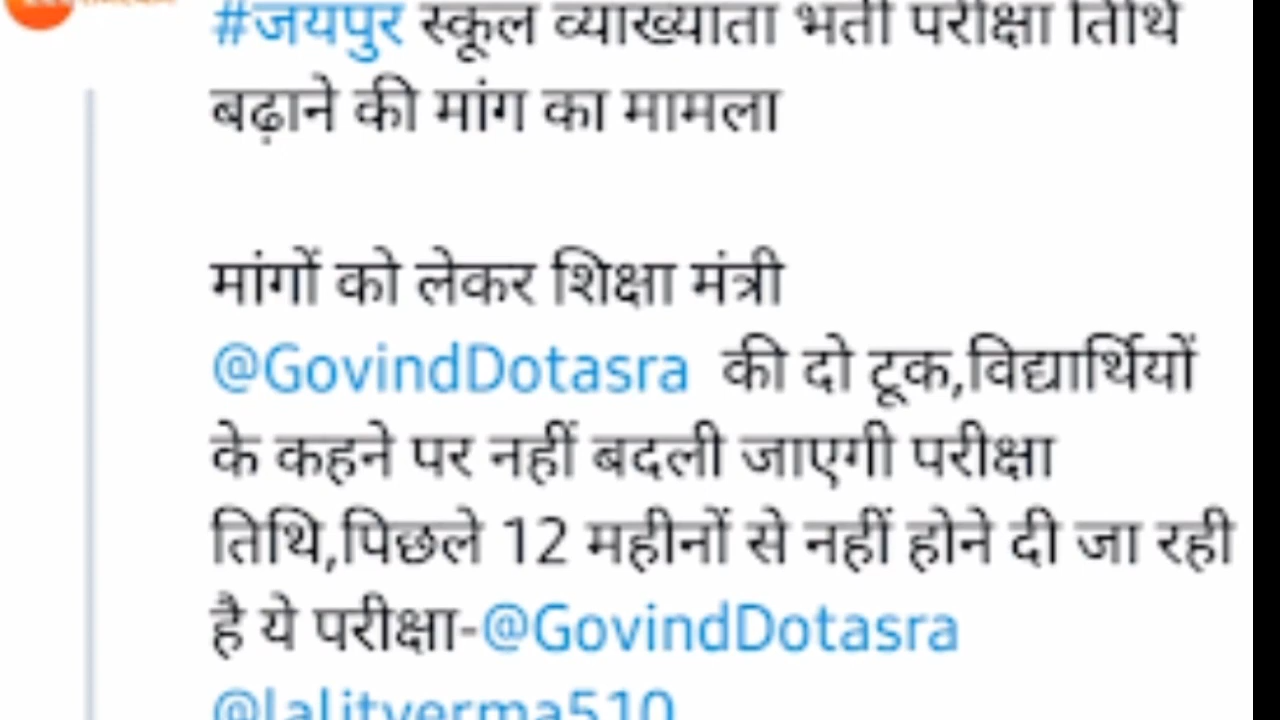 #जयपुर स्कूल व्याख्याता भर्ती परीक्षा तिथि
बढ़ाने की मांग का मामला
मांगों को लेकर शिक्षा मंत्री
@GovindDotasra की दो टूक,विद्यार्थियों
के कहने पर नहीं बदली जाएगी परीक्षा
तिथि,पिछले 12 महीनों से नहीं होने दी जा रही
है ये परीक्षा-@GovindDotasra
@lalitverma510